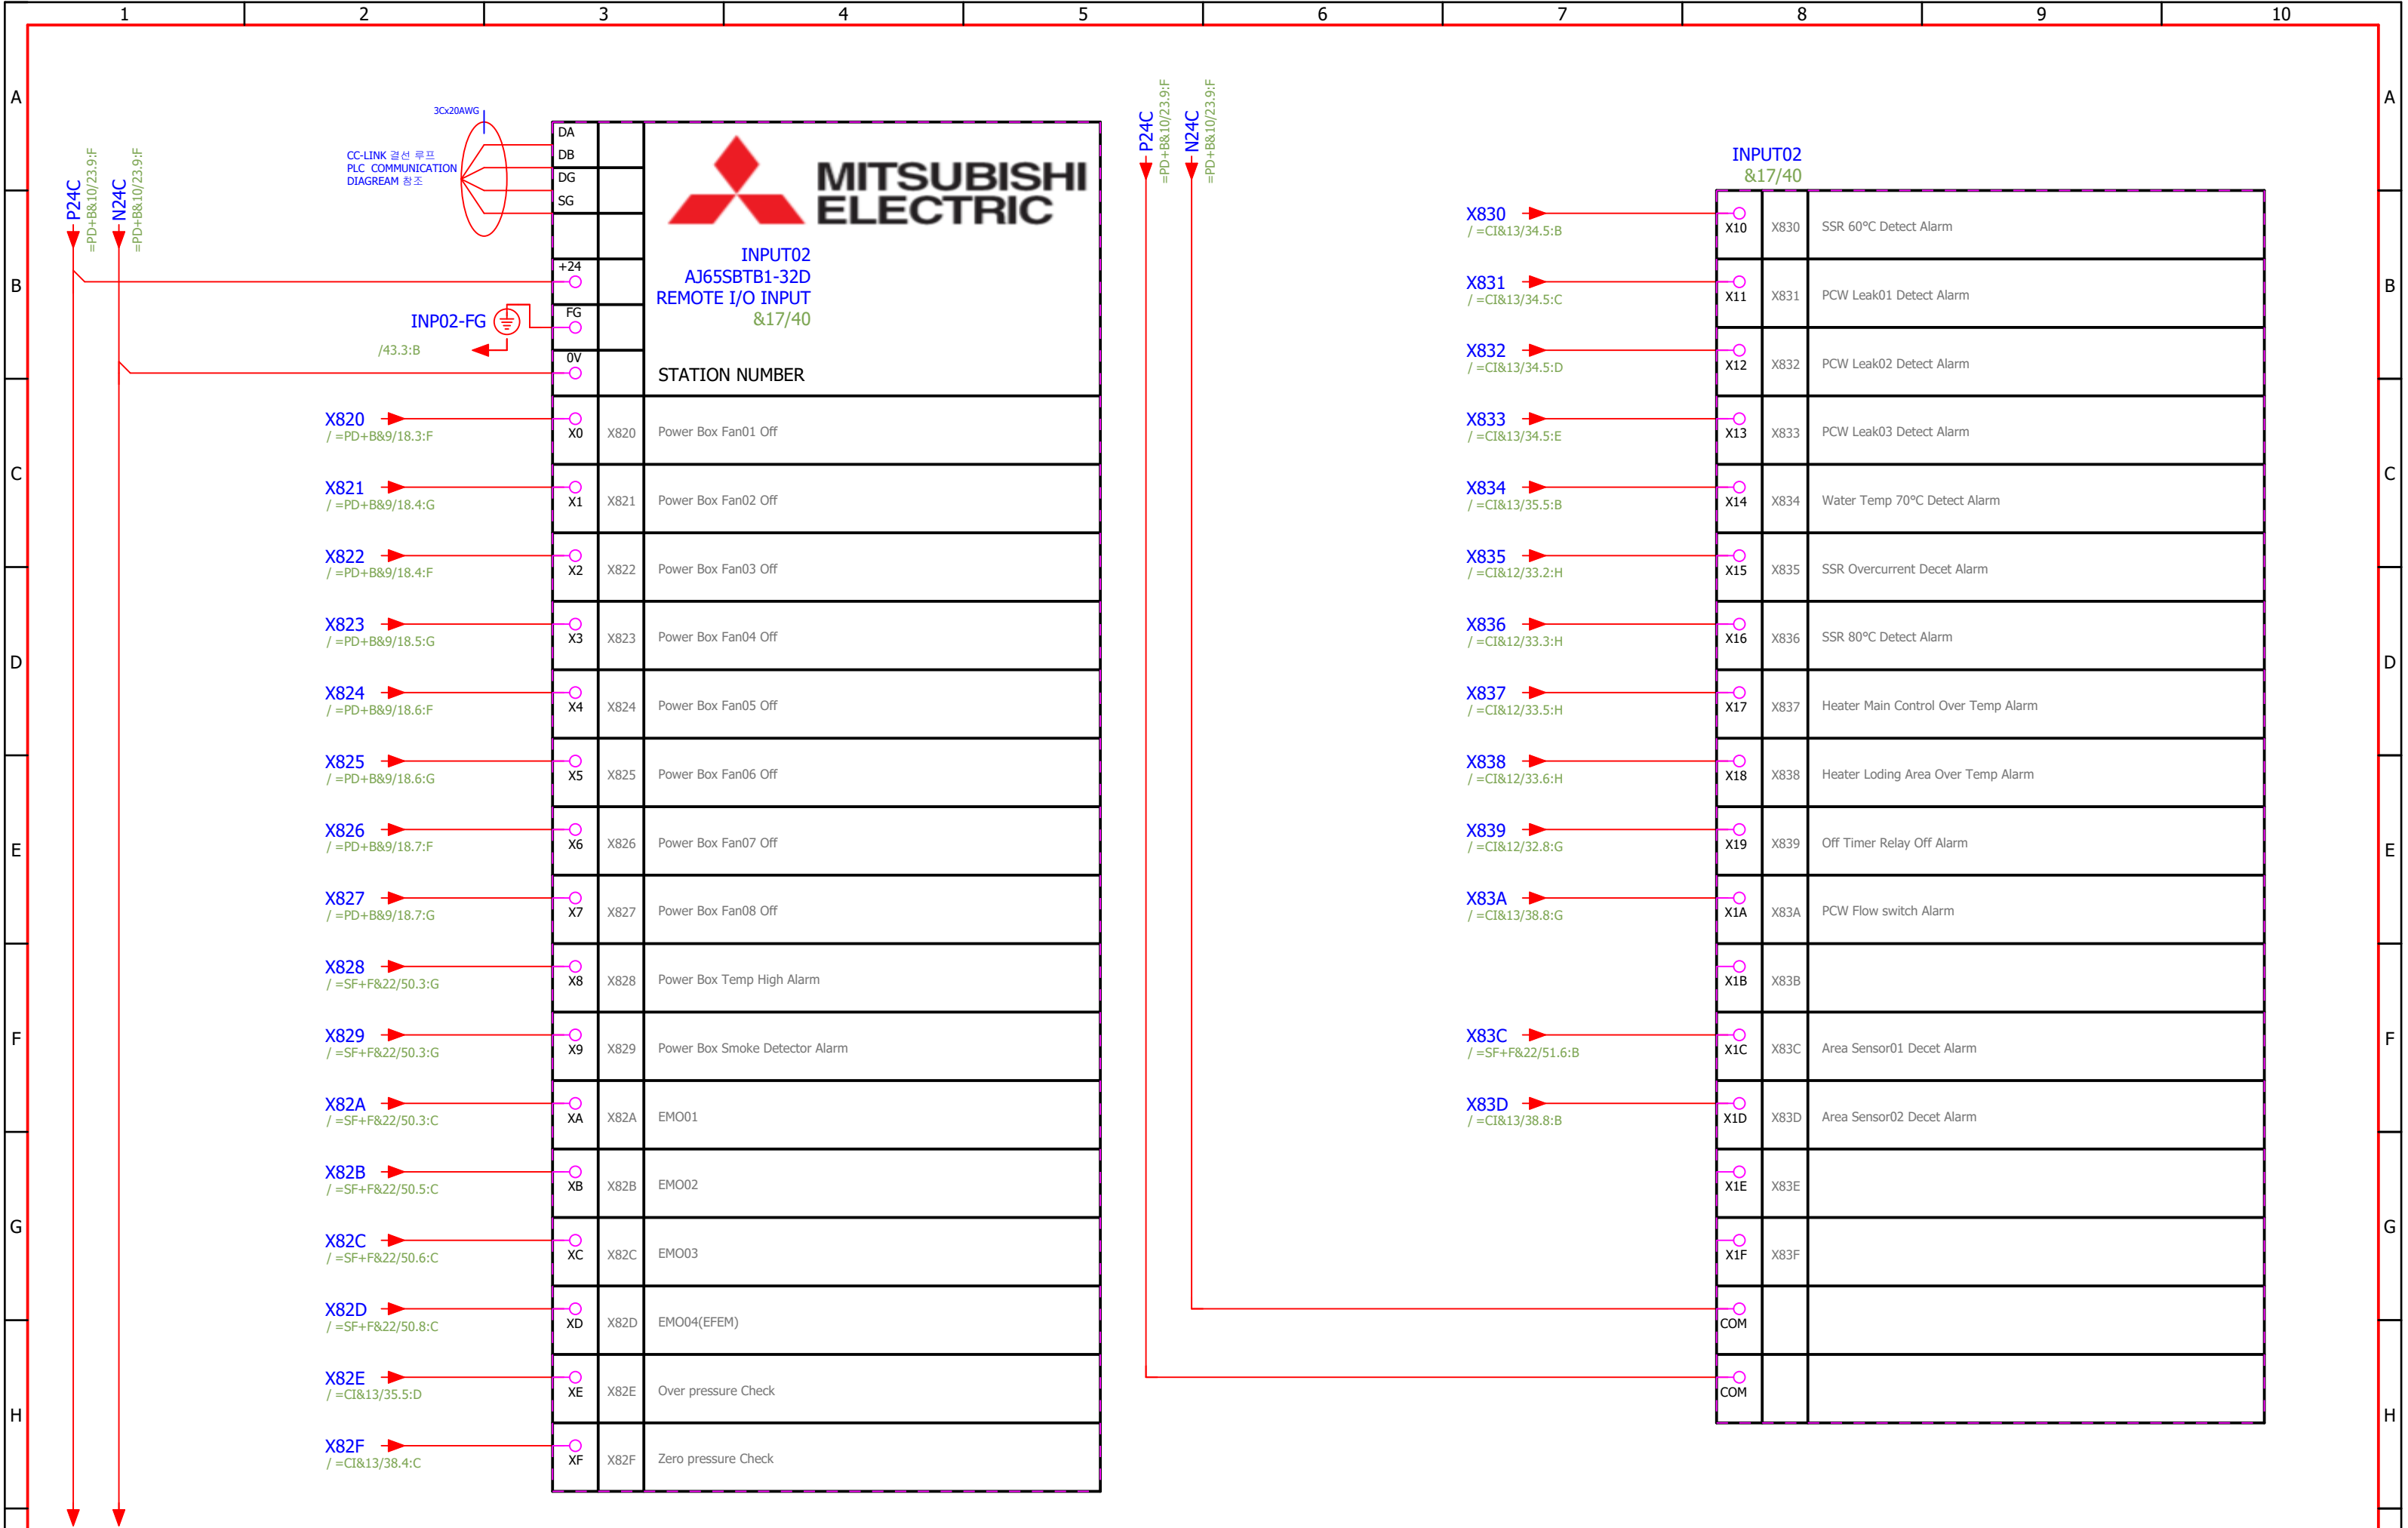 1 2 3 4 5 6 7 8 9 10
A
B
C
D
E
F
G
H
A
B
C
D
E
F
G
H
P24C
=PD+B&10/23.9:F
N24C
=PD+B&10/23.9:F
3Cx20AWG
CC-LINK 결선 루프
PLC COMMUNICATION
DIAGREAM 참조
DA
DB
DG
SG
MITSUBISHI
ELECTRIC
INPUT02
AJ65SBTB1-32D
REMOTE I/O INPUT
&17/40
+24
INP02-FG
FG
/43.3:B
0V
STATION NUMBER
X820
/ =PD+B&9/18.3:F
X0 X820 Power Box Fan01 Off
X821
/ =PD+B&9/18.4:G
X1 X821 Power Box Fan02 Off
X822
/ =PD+B&9/18.4:F
X2 X822 Power Box Fan03 Off
X823
/ =PD+B&9/18.5:G
X3 X823 Power Box Fan04 Off
X824
/ =PD+B&9/18.6:F
X4 X824 Power Box Fan05 Off
X825
/ =PD+B&9/18.6:G
X5 X825 Power Box Fan06 Off
X826
/ =PD+B&9/18.7:F
X6 X826 Power Box Fan07 Off
X827
/ =PD+B&9/18.7:G
X7 X827 Power Box Fan08 Off
X828
/ =SF+F&22/50.3:G
X8 X828 Power Box Temp High Alarm
X829
/ =SF+F&22/50.3:G
X9 X829 Power Box Smoke Detector Alarm
X82A
/ =SF+F&22/50.3:C
XA X82A EMO01
X82B
/ =SF+F&22/50.5:C
XB X82B EMO02
X82C
/ =SF+F&22/50.6:C
XC X82C EMO03
X82D
/ =SF+F&22/50.8:C
XD X82D EMO04(EFEM)
X82E
/ =CI&13/35.5:D
XE X82E Over pressure Check
X82F
/ =CI&13/38.4:C
XF X82F Zero pressure Check
P24C
=PD+B&10/23.9:F
N24C
=PD+B&10/23.9:F
INPUT02
&17/40
X830
/ =CI&13/34.5:B
X10 X830 SSR 60°C Detect Alarm
X831
/ =CI&13/34.5:C
X11 X831 PCW Leak01 Detect Alarm
X832
/ =CI&13/34.5:D
X12 X832 PCW Leak02 Detect Alarm
X833
/ =CI&13/34.5:E
X13 X833 PCW Leak03 Detect Alarm
X834
/ =CI&13/35.5:B
X14 X834 Water Temp 70°C Detect Alarm
X835
/ =CI&12/33.2:H
X15 X835 SSR Overcurrent Decet Alarm
X836
/ =CI&12/33.3:H
X16 X836 SSR 80°C Detect Alarm
X837
/ =CI&12/33.5:H
X17 X837 Heater Main Control Over Temp Alarm
X838
/ =CI&12/33.6:H
X18 X838 Heater Loding Area Over Temp Alarm
X839
/ =CI&12/32.8:G
X19 X839 Off Timer Relay Off Alarm
X83A
/ =CI&13/38.8:G
X1A X83A PCW Flow switch Alarm
X1B X83B
X83C
/ =SF+F&22/51.6:B
X1C X83C Area Sensor01 Decet Alarm
X83D
/ =CI&13/38.8:B
X1D X83D Area Sensor02 Decet Alarm
X1E X83E
X1F X83F
COM
COM